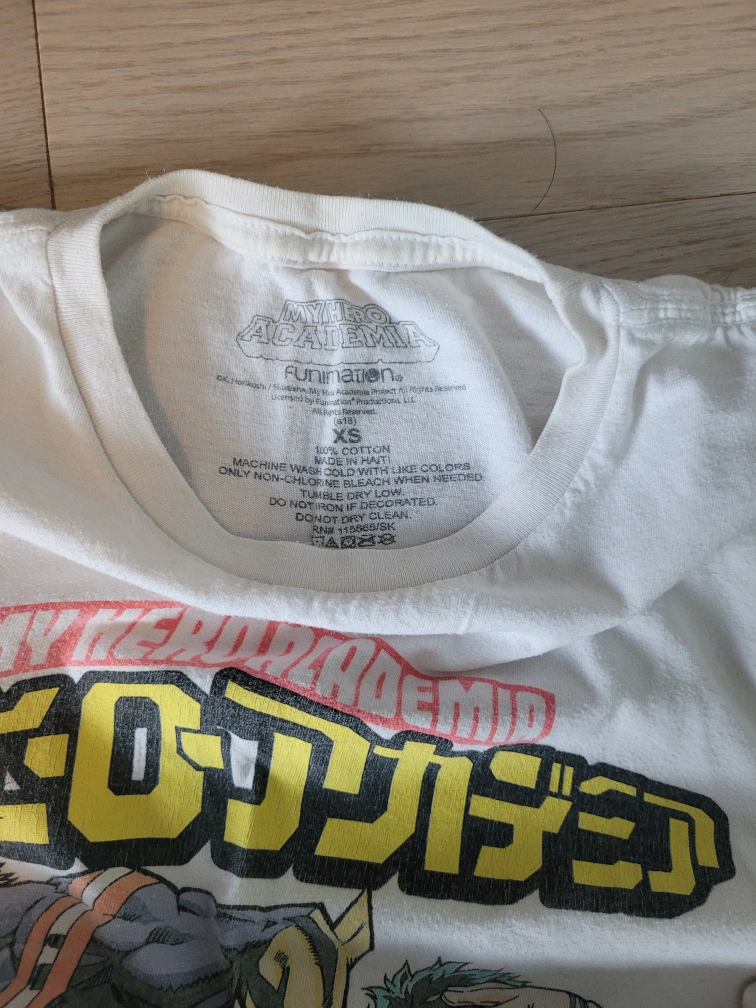 MY HERO
ACADEMIA
FUNIMATION®
©K. Horikoshi / Shueisha, My Hero Academia Project All Rights Reserved
Licensed by Funimation® Productions, LLC
All Rights Reserved.
(s18)
XS
100% COTTON
MADE IN HAITI
MACHINE WASH COLD WITH LIKE COLORS
ONLY NON-CHLORINE BLEACH WHEN NEEDED
TUMBLE DRY LOW.
DO NOT IRON IF DECORATED.
DO NOT DRY CLEAN.
RN# 115665/SK
MY HERO ACADEMIA
ヒーローアカデミア